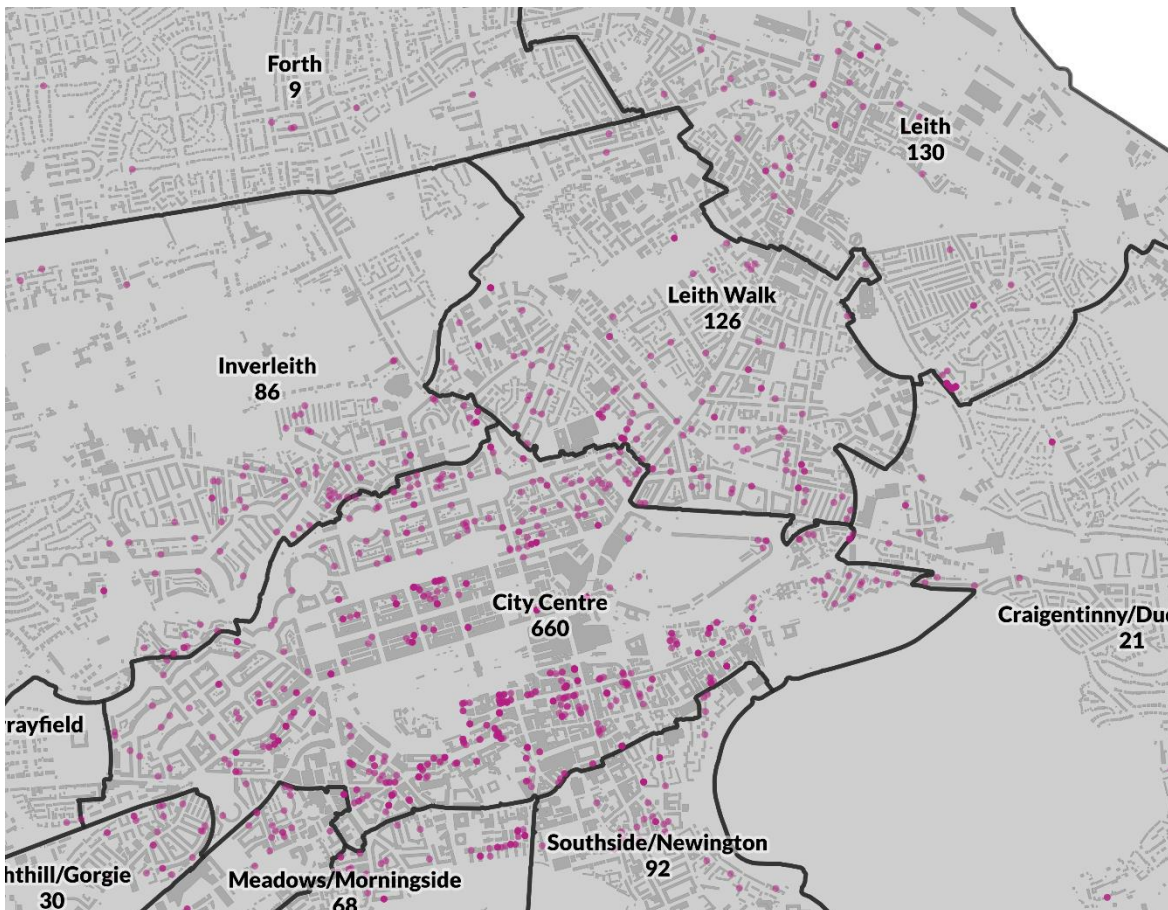 Forth
9
Leith
130
Leith Walk
126
Inverleith
86
City Centre
660
Craigentinny/Du
21
rrayfield
Southside/Newington
92
hthill/Gorgie
30
Meadows/Morningside
68